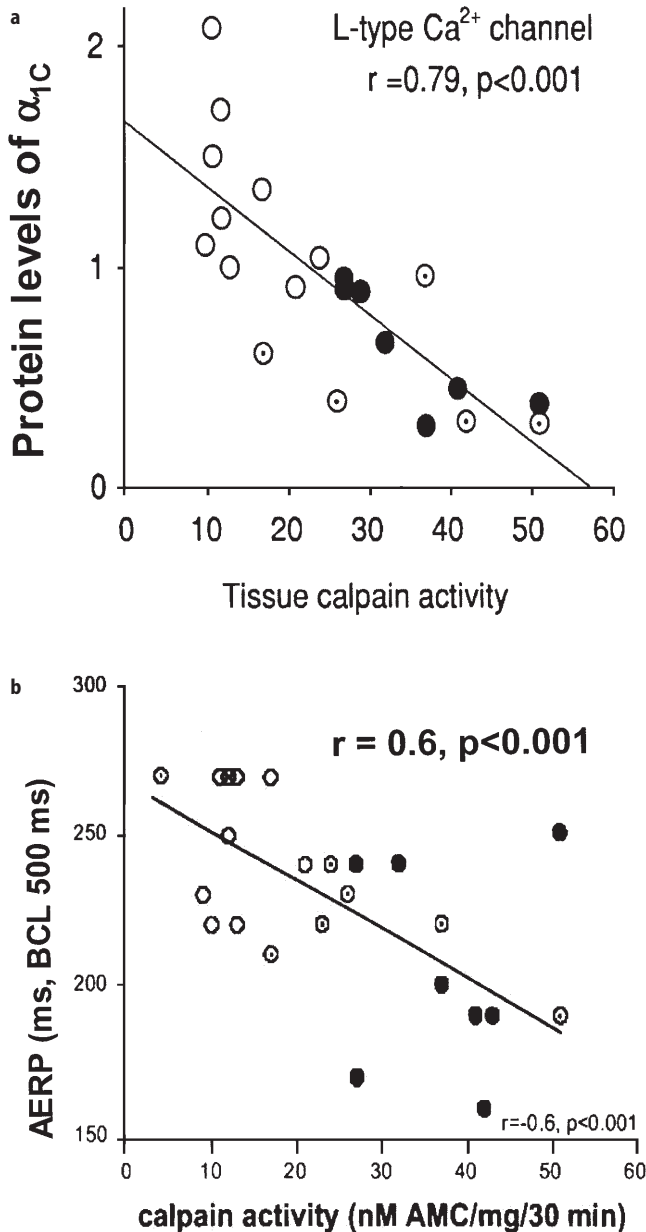 a
L-type Ca²⁺ channel
r =0.79, p<0.001
Protein levels of α1C
2
1
0
0 10 20 30 40 50 60
Tissue calpain activity
b
r = 0.6, p<0.001
AERP (ms, BCL 500 ms)
300
250
200
150
r=-0.6, p<0.001
0 10 20 30 40 50 60
calpain activity (nM AMC/mg/30 min)